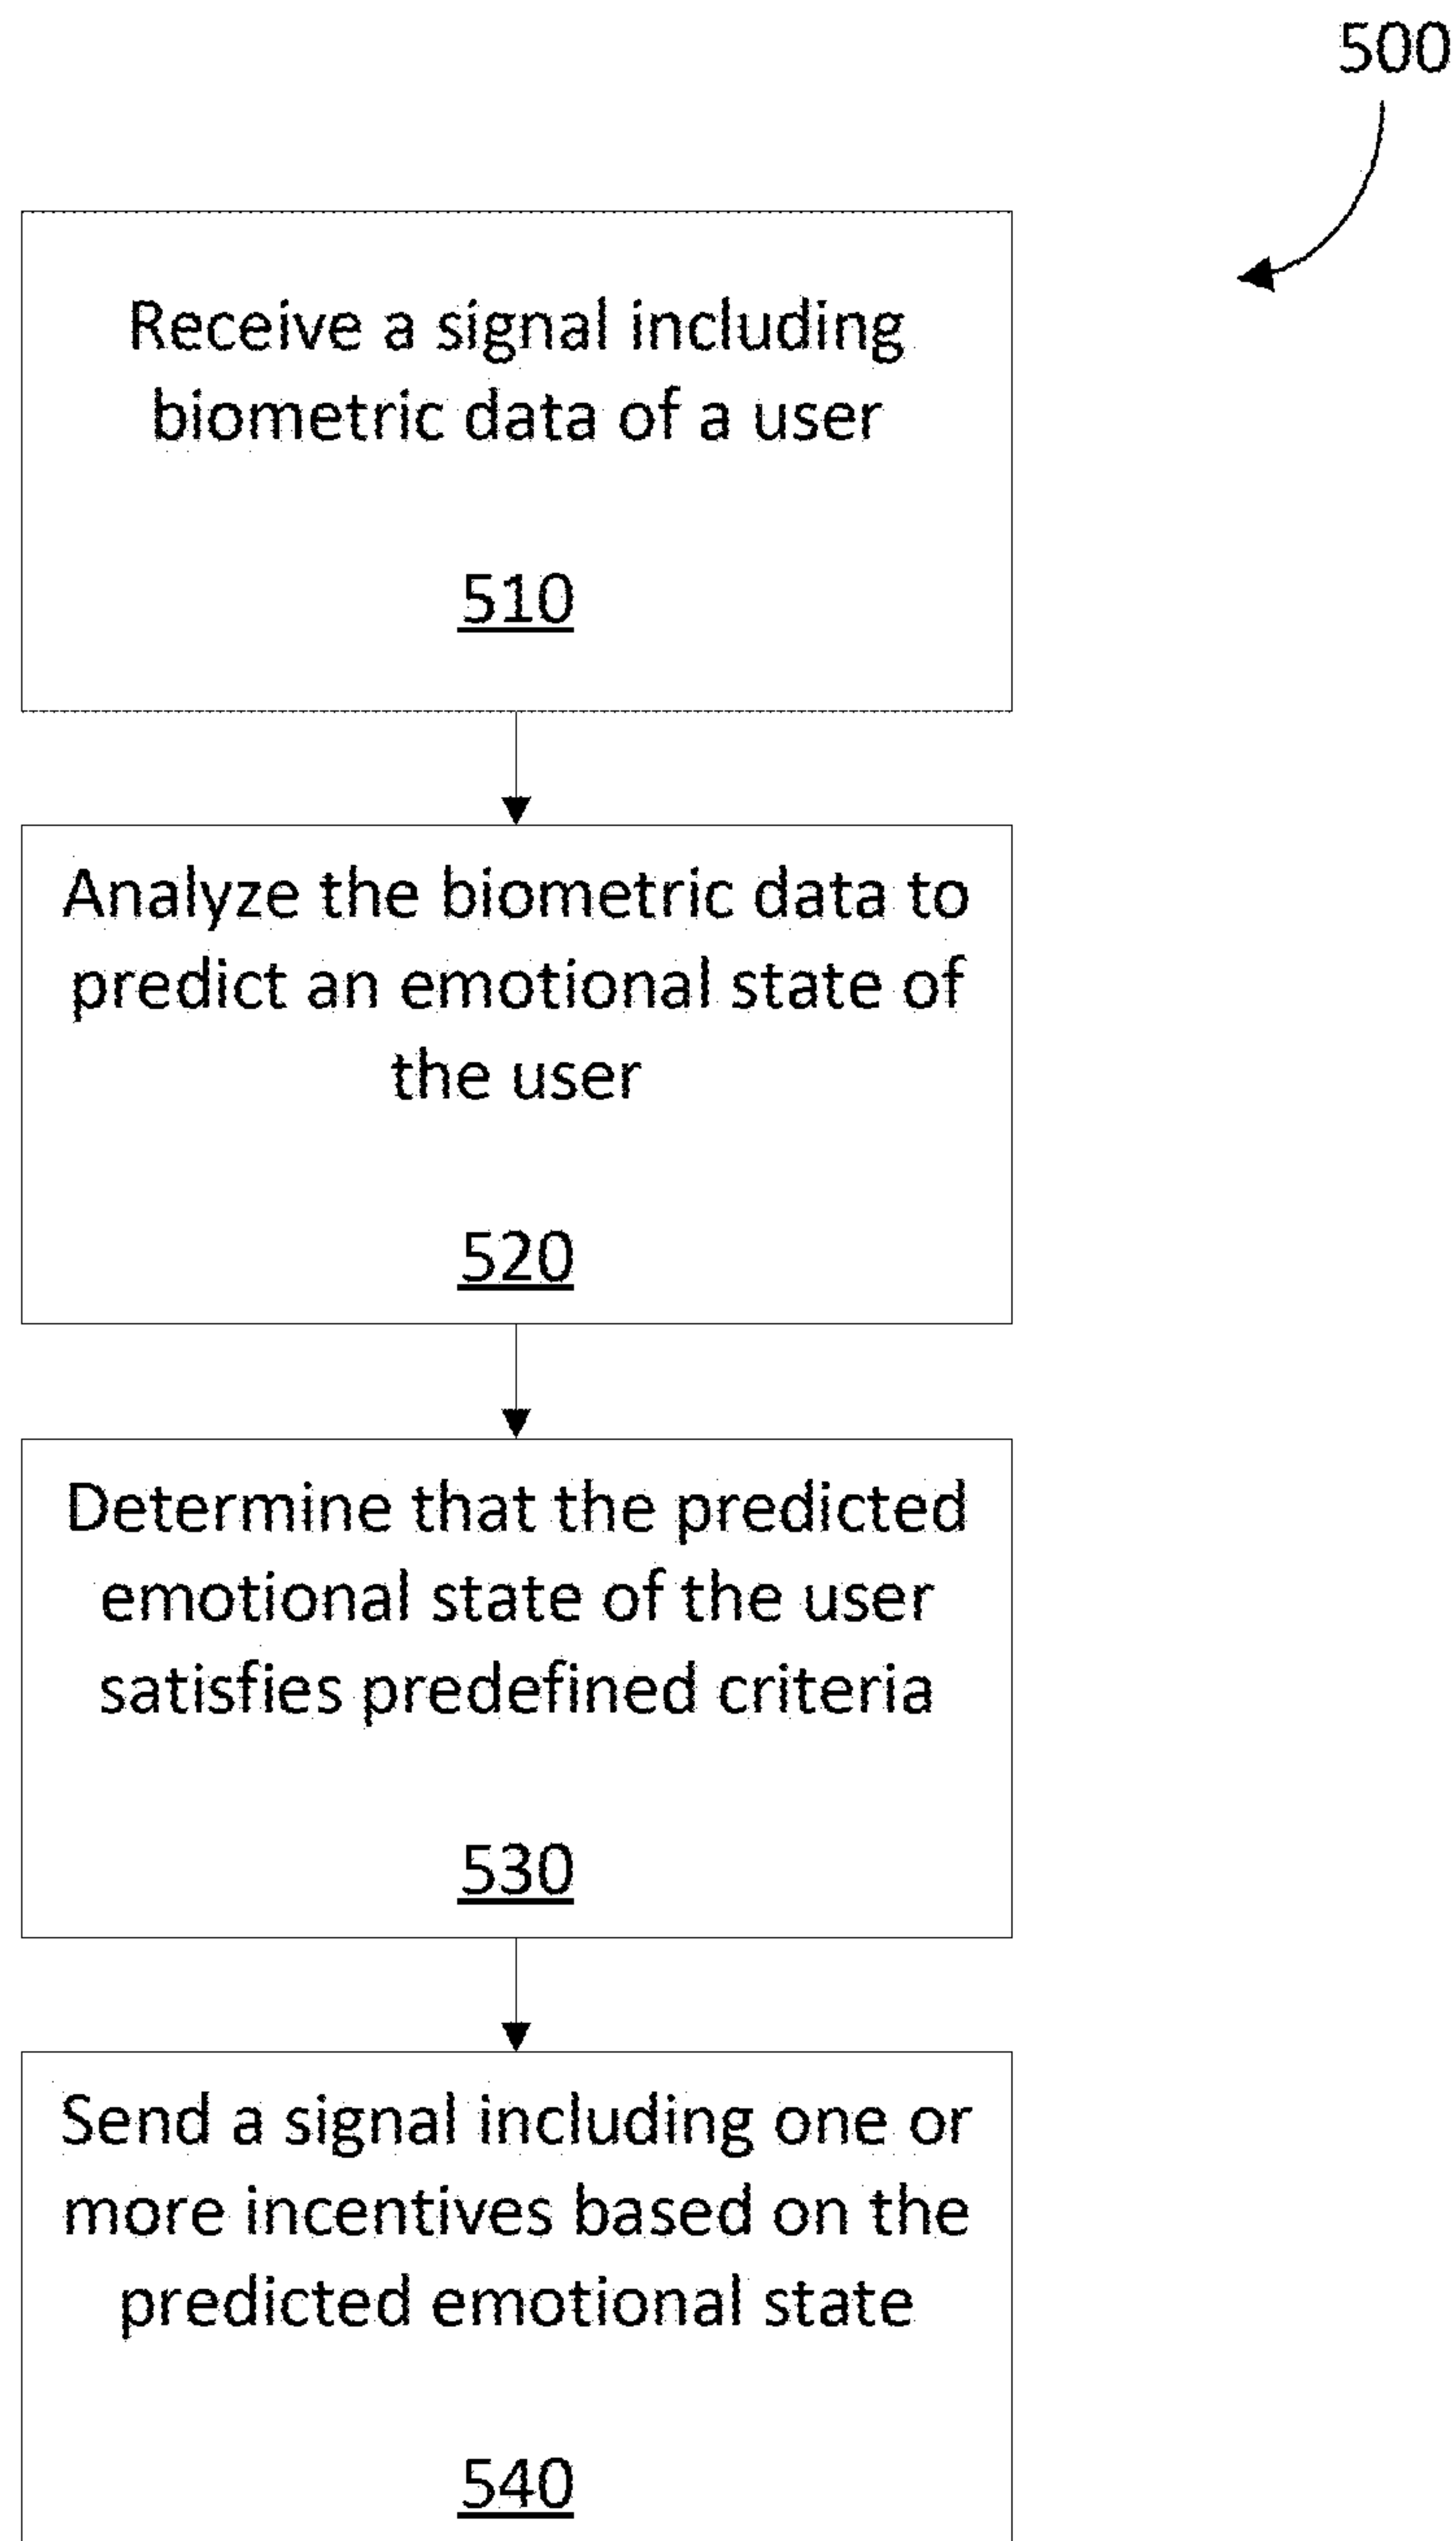 500
Receive a signal including
biometric data of a user
510
Analyze the biometric data to
predict an emotional state of
the user
520
Determine that the predicted
emotional state of the user
satisfies predefined criteria
530
Send a signal including one or
more incentives based on the
predicted emotional state
540